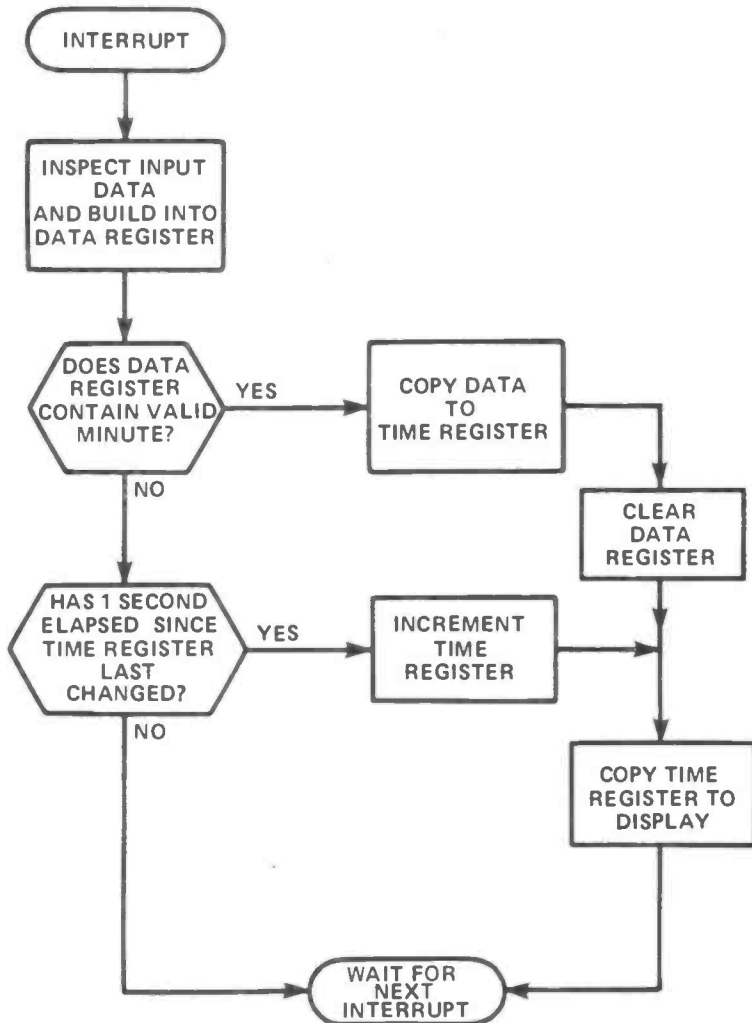 INTERRUPT
INSPECT INPUT
DATA
AND BUILD INTO
DATA REGISTER
DOES DATA
REGISTER
CONTAIN VALID
MINUTE?
YES
COPY DATA
TO
TIME REGISTER
NO
CLEAR
DATA
REGISTER
HAS 1 SECOND
ELAPSED SINCE
TIME REGISTER
LAST
CHANGED?
YES
INCREMENT
TIME
REGISTER
NO
COPY TIME
REGISTER TO
DISPLAY
WAIT FOR
NEXT
INTERRUPT